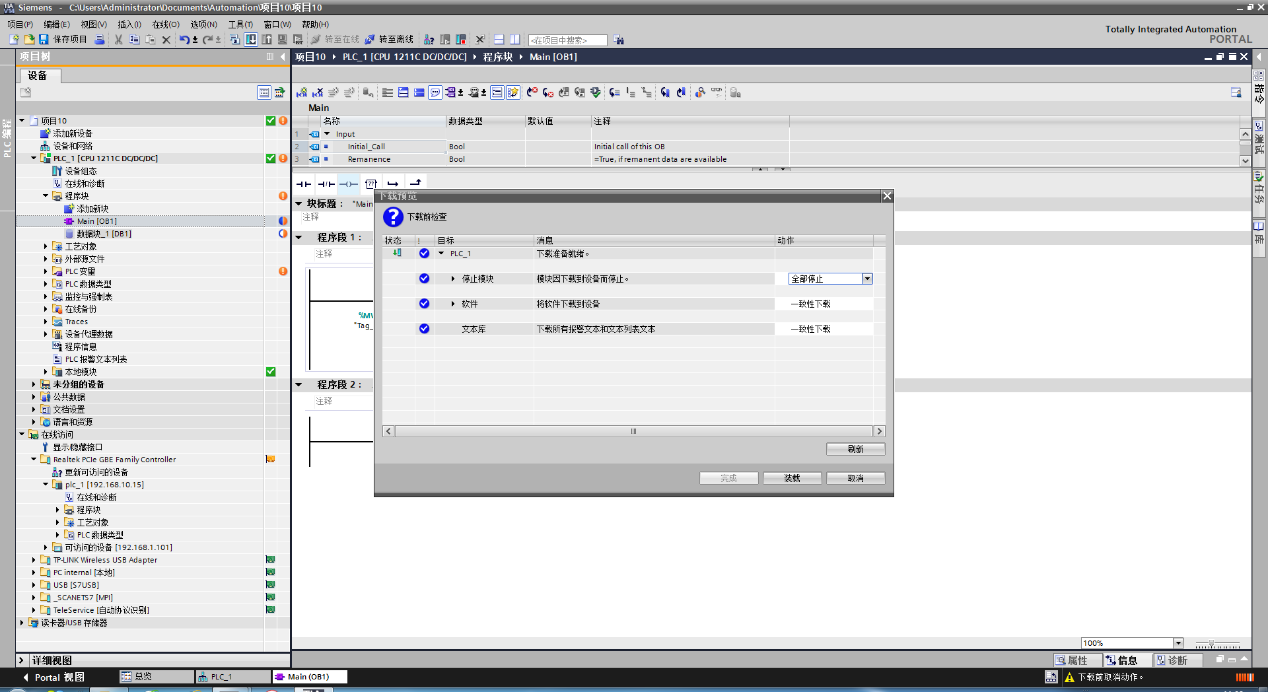 Siemens - C:\Users\Administrator\Documents\Automation\项目10\项目10
项目(P) 编辑(E) 视图(V) 插入(I) 在线(O) 选项(N) 工具(T) 窗口(W) 帮助(H)
Totally Integrated Automation
PORTAL
保存项目
转至在线
转至离线
<在项目中搜索>
项目树
项目10 PLC_1 [CPU 1211C DC/DC/DC] 程序块 Main [OB1]
设备
PLC 编程
项目10
添加新设备
设备和网络
PLC_1 [CPU 1211C DC/DC/DC]
设备组态
在线和诊断
程序块
添加新块
Main [OB1]
数据块_1 [DB1]
工艺对象
外部源文件
PLC 变量
PLC 数据类型
监控与强制表
在线备份
Traces
设备代理数据
程序信息
PLC 报警文本列表
本地模块
未分组的设备
公共数据
文档设置
语言和资源
在线访问
显示/隐藏接口
Realtek PCIe GBE Family Controller
更新可访问的设备
plc_1 [192.168.10.15]
在线和诊断
程序块
工艺对象
PLC 数据类型
可访问的设备 [192.168.1.101]
TP-LINK Wireless USB Adapter
PC internal [本地]
USB [S7USB]
_SCANETS7 [MPI]
TeleService [自动协议识别]
读卡器/USB 存储器
详细视图
Main
名称 数据类型 默认值 注释
1 Input
2 Initial_Call Bool Initial call of this OB
3 Remanence Bool =True, if remanent data are available
块标题： "Main
注释
程序段 1：
注释
%M
"Tag_
程序段 2：
注释
下载预览
下载前检查
状态 ! 目标 消息 动作
PLC_1 下载准备就绪。
停止模块 模块因下载到设备而停止。 全部停止
软件 将软件下载到设备 一致性下载
文本库 下载所有报警文本和文本列表文本 一致性下载
刷新
完成 装载 取消
100%
属性 信息 诊断
指令
测试
任务
库
Portal 视图 总览 PLC_1 Main (OB1)
下载前取消动作。